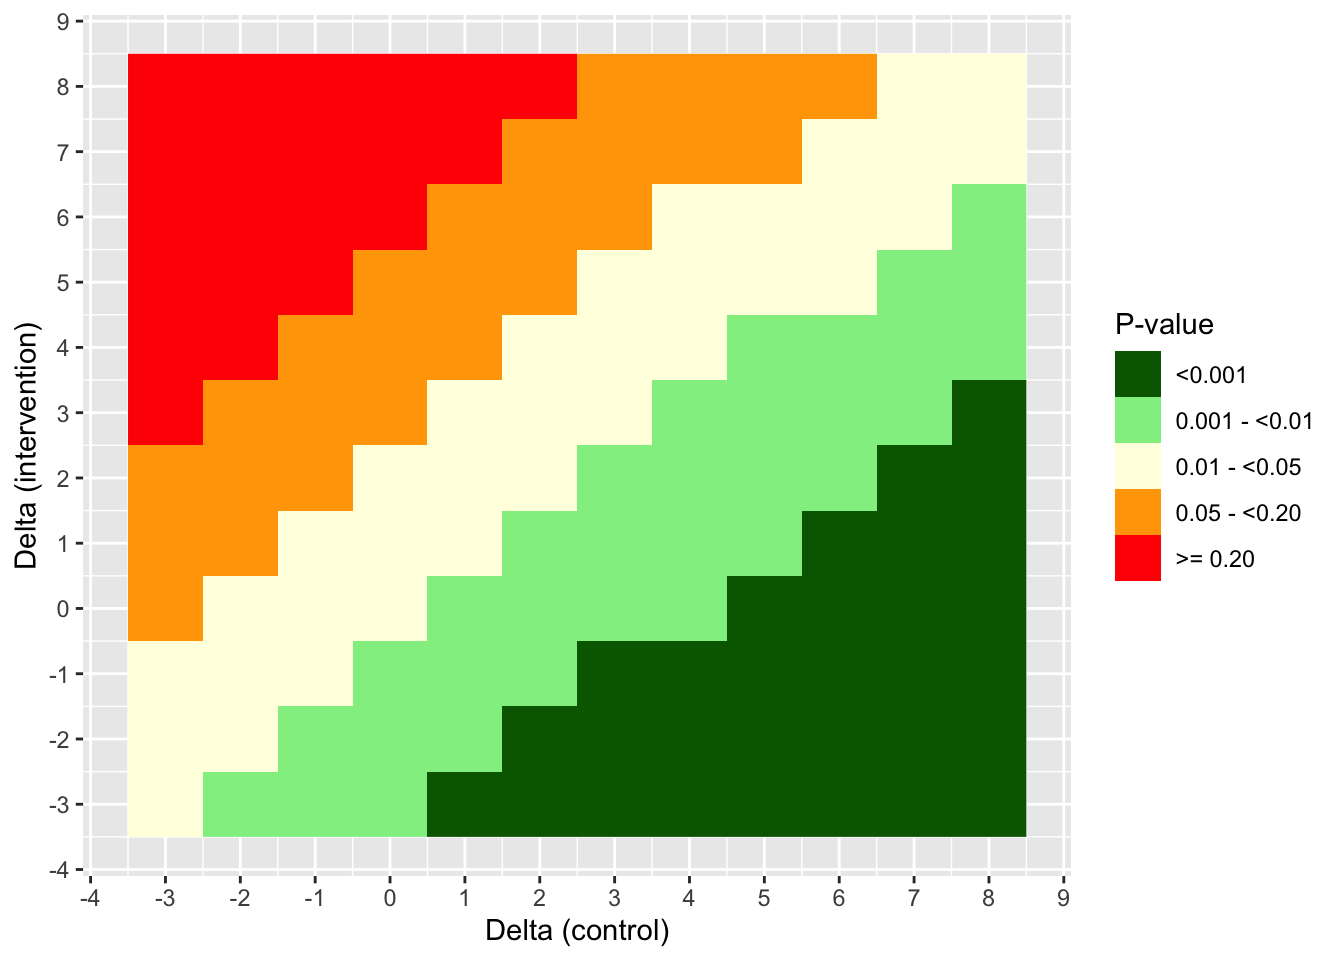 9
8
7
6
5
4
3
2
1
0
-1
-2
-3
-4
Delta (intervention)
-4 -3 -2 -1 0 1 2 3 4 5 6 7 8 9
Delta (control)
P-value
<0.001
0.001 - <0.01
0.01 - <0.05
0.05 - <0.20
>= 0.20